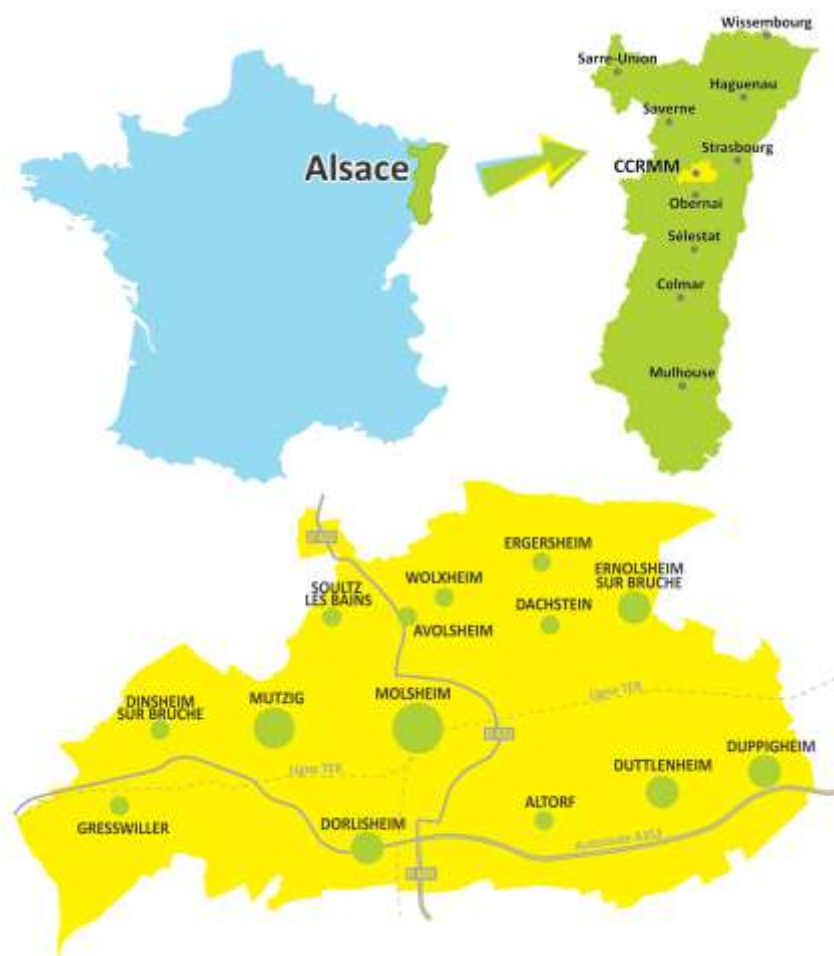 Wissembourg
Sarre-Union
Haguenau
Saverne
Strasbourg
Alsace
CCRMM
Obernai
Sélestat
Colmar
Mulhouse
ERGERSHEIM
WOLXHEIM
ERNOLSHEIM
SUR BRUCHE
SOULTZ
LES BAINS
DACHSTEIN
AVOLSHEIM
DINSHEIM
SUR BRUCHE
MUTZIG
MOLSHEIM
Ligne TER
DUPPIGHEIM
Ligne TER
DUTTLENHEIM
GRESSWILLER
ALTORF
DORLISHEIM
Autoroute A352